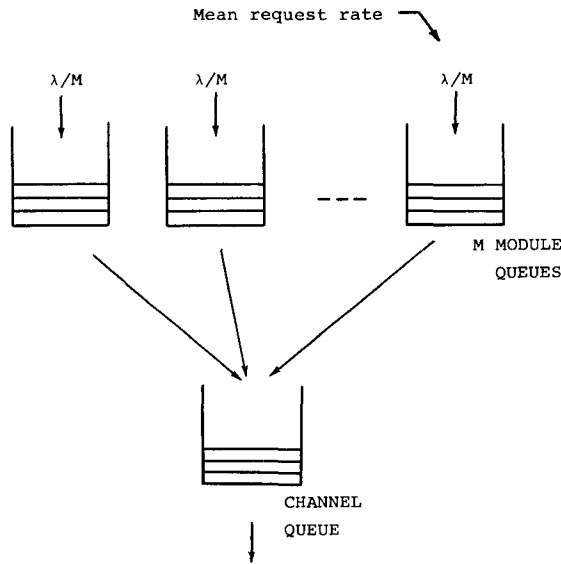 Mean request rate
λ/M
λ/M
λ/M
M MODULE
QUEUES
CHANNEL
QUEUE